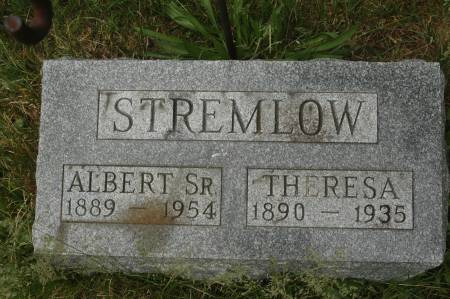 STREMLOW
ALBERT SR
1889 – 1954
THERESA
1890 – 1935